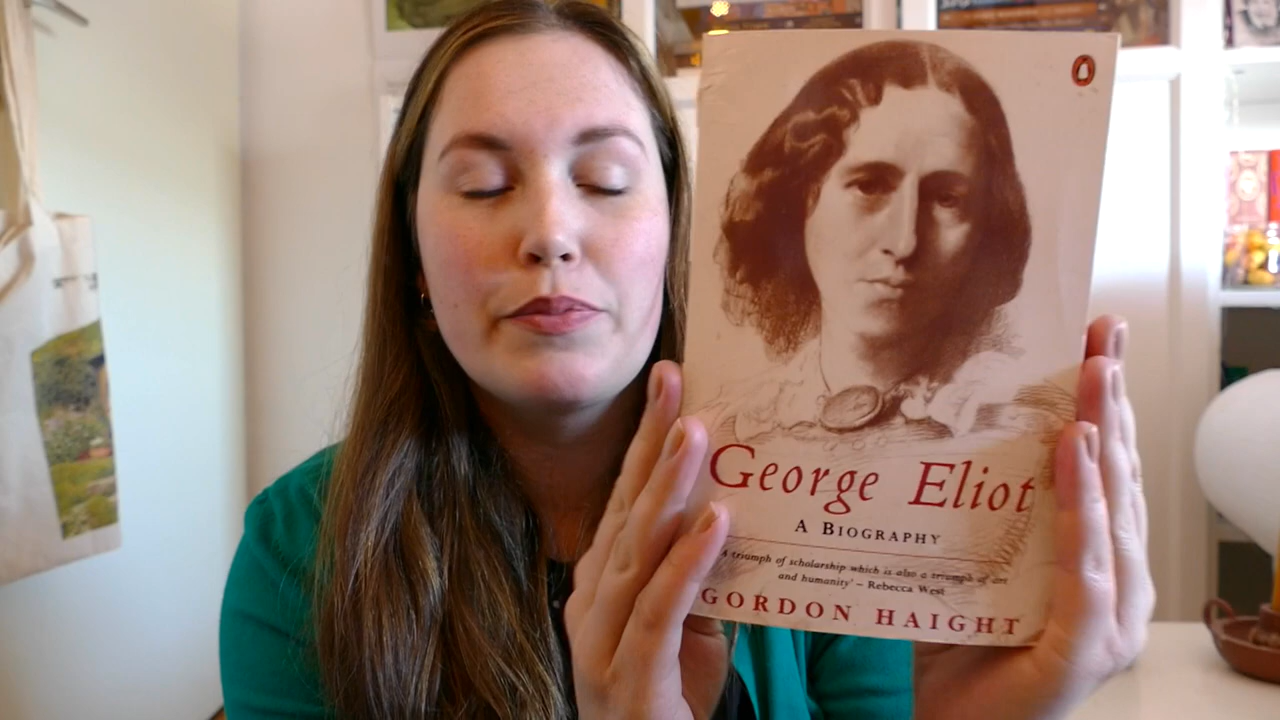 George Eliot
A BIOGRAPHY
'A triumph of scholarship which is also a triumph of art
and humanity' – Rebecca West
GORDON HAIGHT